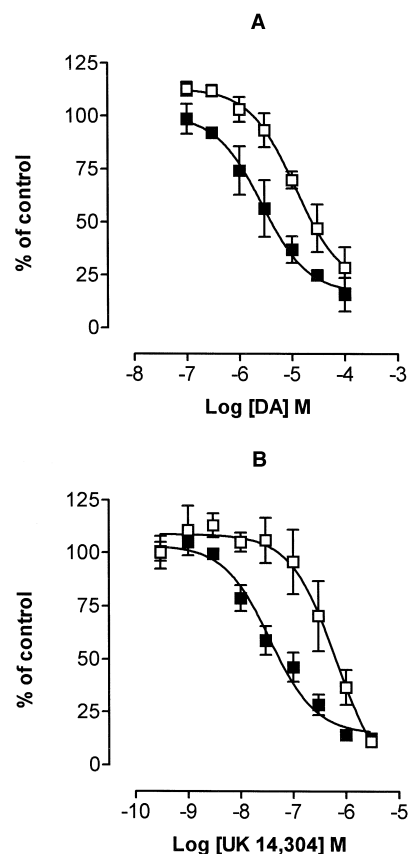 A
125
100
75
50
25
0
% of control
-8 -7 -6 -5 -4 -3
Log [DA] M
B
125
100
75
50
25
0
% of control
-10 -9 -8 -7 -6 -5
Log [UK 14,304] M